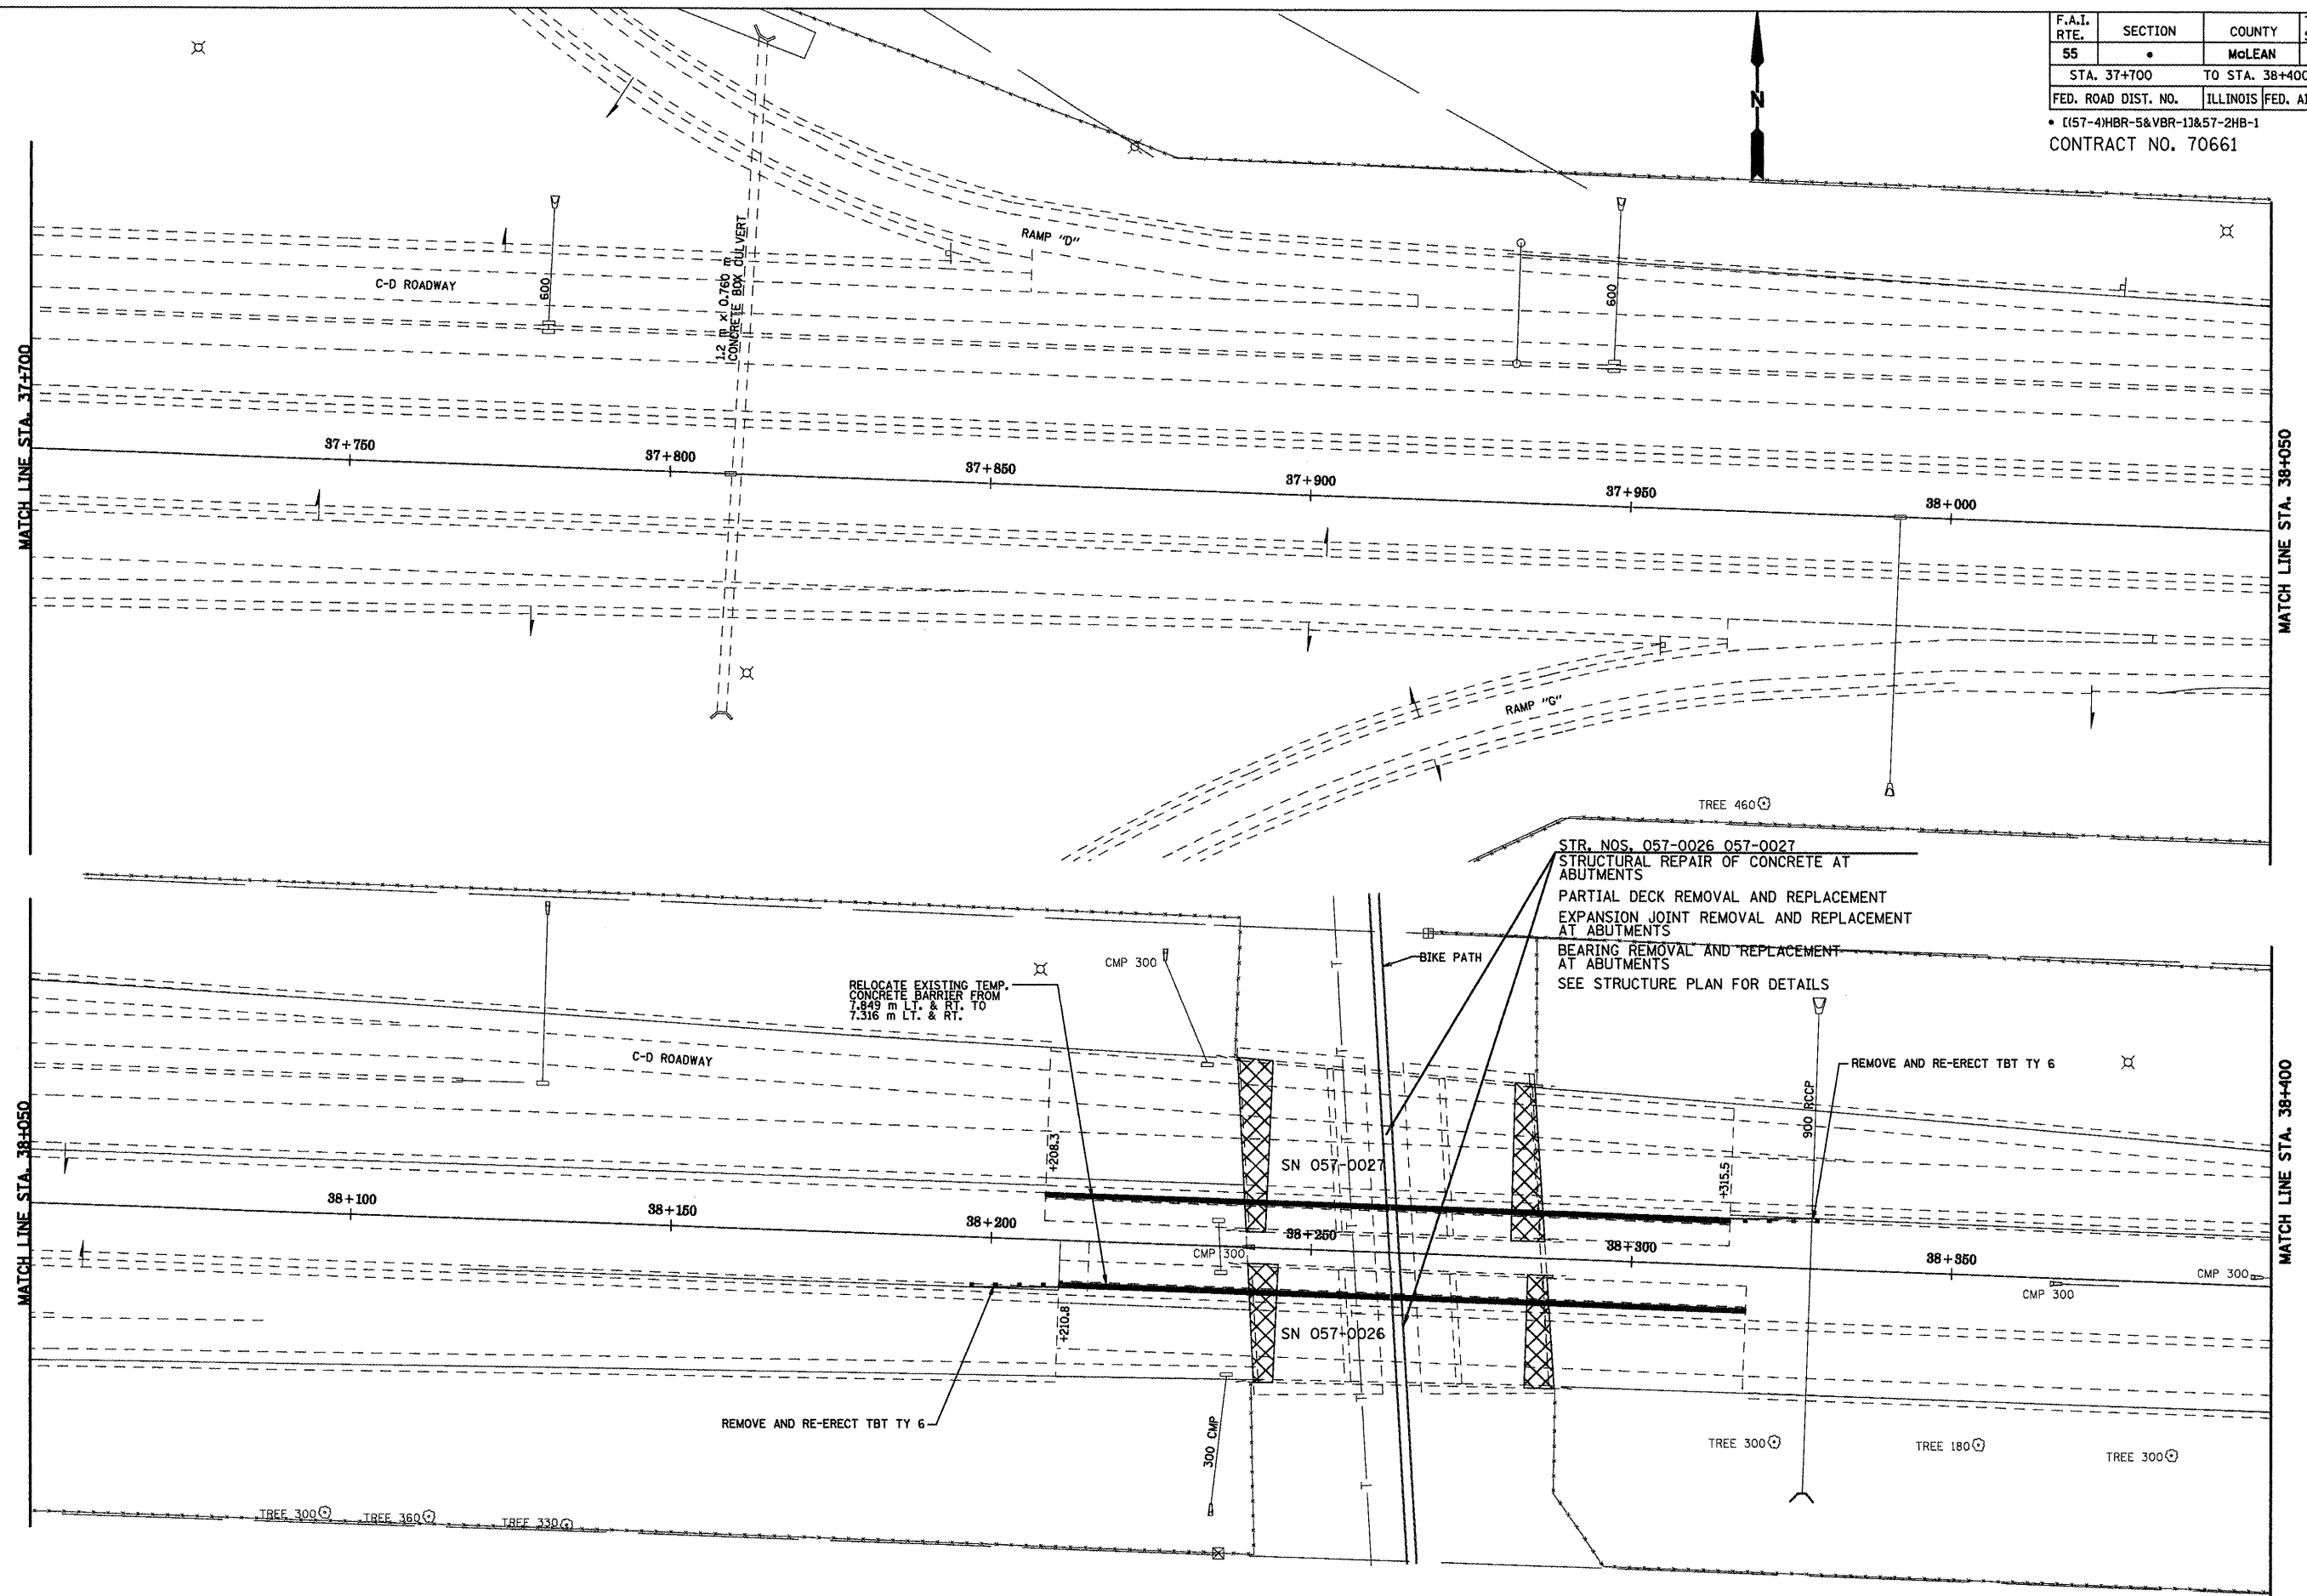 F.A.I. RTE. SECTION COUNTY
55 • McLEAN
STA. 37+700 TO STA. 38+400
FED. ROAD DIST. NO. ILLINOIS FED.
• [(57-4)HBR-5&VBR-1]&57-2HB-1
CONTRACT NO. 70661
N
MATCH LINE STA. 37+700
C-D ROADWAY
600
1.2 m x 0.760 m
CONCRETE BOX CULVERT
RAMP "D"
600
37+750
37+800
37+850
37+900
37+950
38+000
MATCH LINE STA. 38+050
RAMP "G"
TREE 460
STR. NOS. 057-0026 057-0027
STRUCTURAL REPAIR OF CONCRETE AT
ABUTMENTS
PARTIAL DECK REMOVAL AND REPLACEMENT
EXPANSION JOINT REMOVAL AND REPLACEMENT
AT ABUTMENTS
BEARING REMOVAL AND REPLACEMENT
AT ABUTMENTS
SEE STRUCTURE PLAN FOR DETAILS
BIKE PATH
CMP 300
RELOCATE EXISTING TEMP.
CONCRETE BARRIER FROM
7.849 m LT. & RT. TO
7.316 m LT. & RT.
C-D ROADWAY
REMOVE AND RE-ERECT TBT TY 6
900 RCCP
MATCH LINE STA. 38+050
+208.3
SN 057-0027
+315.5
MATCH LINE STA. 38+400
38+100
38+150
38+200
38+250
38+300
38+350
CMP 300
CMP 300
CMP 300
+210.8
SN 057-0026
REMOVE AND RE-ERECT TBT TY 6
300 CMP
TREE 300
TREE 180
TREE 300
TREE 300
TREE 360
TREE 330
T
T
T
T
T
T